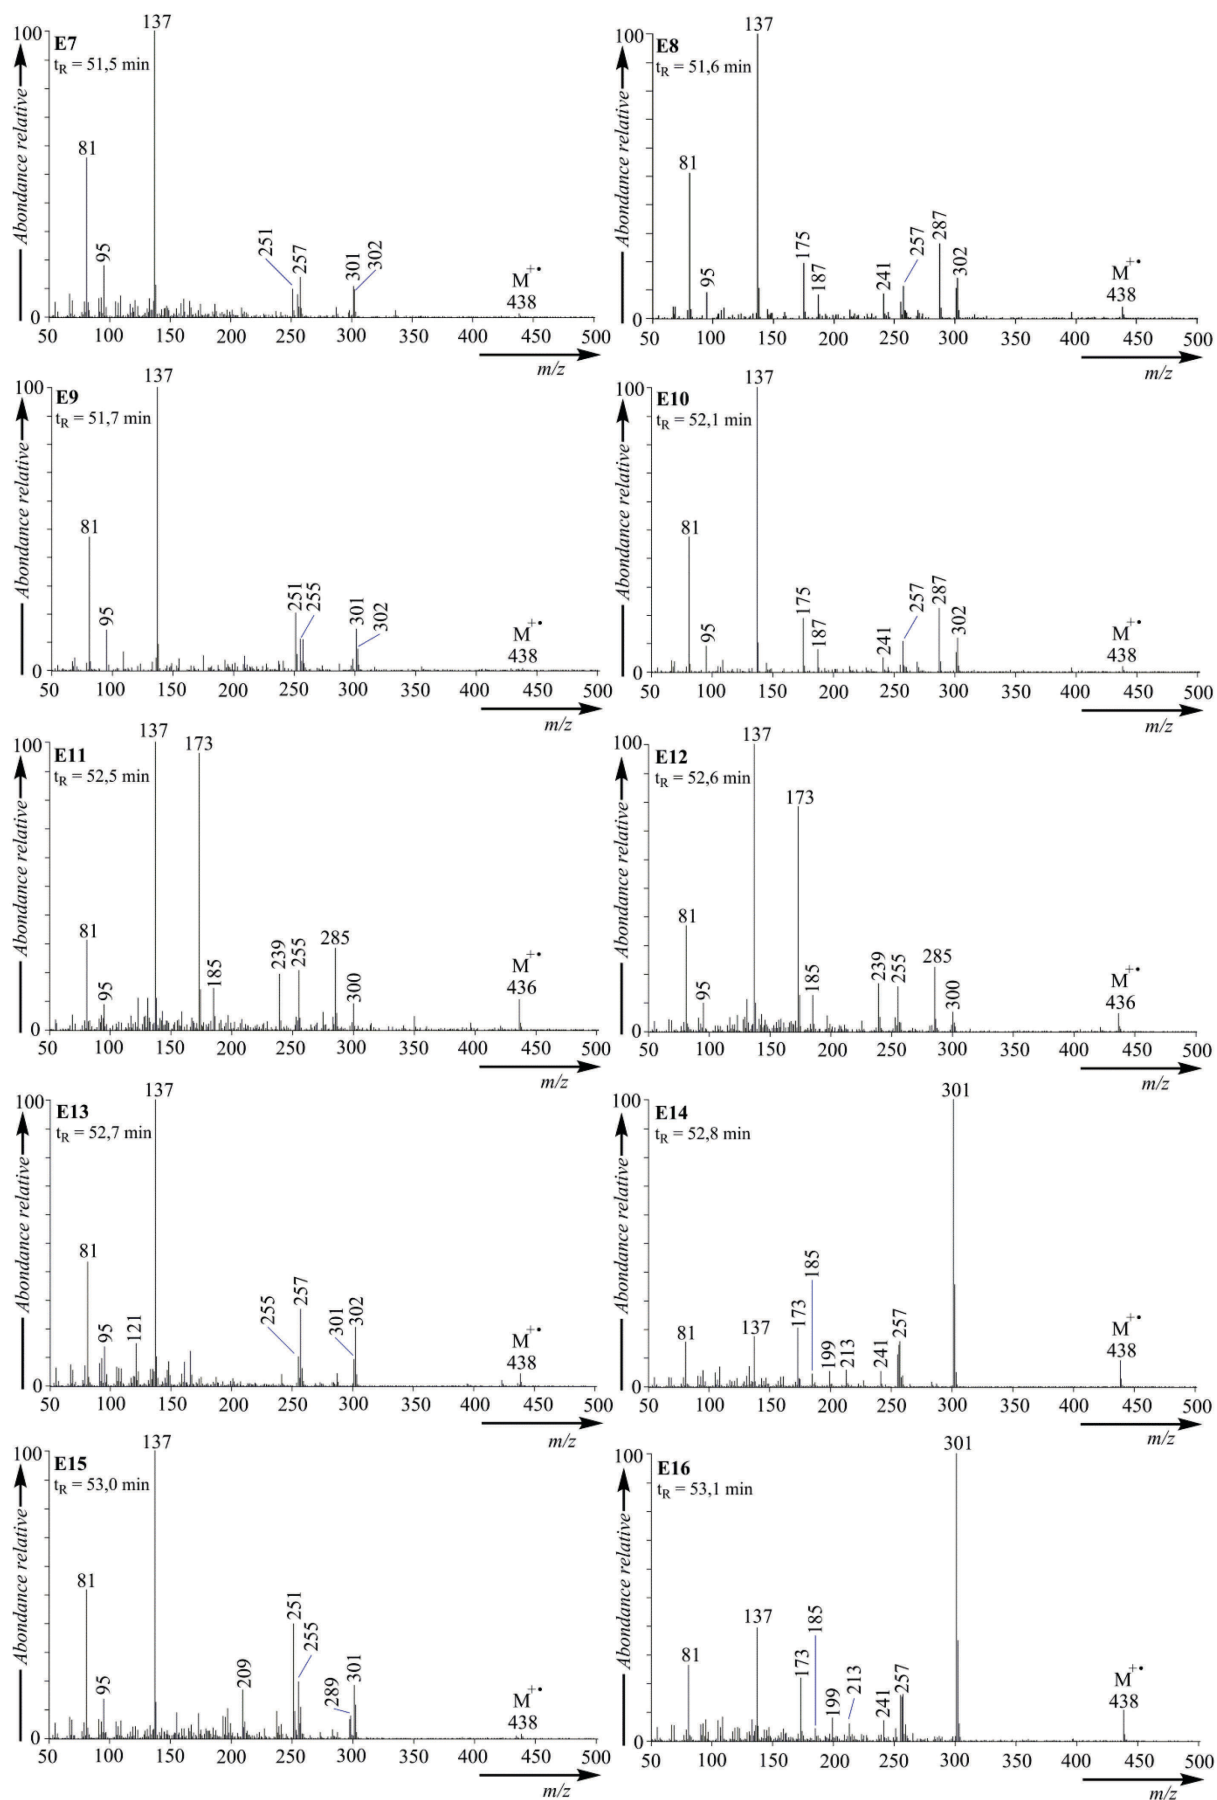 137
100
E7
tR = 51,5 min
81
95
251
257
301
302
M+•
438
0
50 100 150 200 250 300 350 400 450 500
m/z
Abondance relative
137
100
E8
tR = 51,6 min
81
95
175
187
241
257
287
302
M+•
438
0
50 100 150 200 250 300 350 400 450 500
m/z
Abondance relative
137
100
E9
tR = 51,7 min
81
95
251
255
301
302
M+•
438
0
50 100 150 200 250 300 350 400 450 500
m/z
Abondance relative
137
100
E10
tR = 52,1 min
81
95
175
187
241
257
287
302
M+•
438
0
50 100 150 200 250 300 350 400 450 500
m/z
Abondance relative
137
173
100
E11
tR = 52,5 min
81
95
185
239
255
285
300
M+•
436
0
50 100 150 200 250 300 350 400 450 500
m/z
Abondance relative
137
100
E12
tR = 52,6 min
173
81
95
185
239
255
285
300
M+•
436
0
50 100 150 200 250 300 350 400 450 500
m/z
Abondance relative
137
100
E13
tR = 52,7 min
81
95
121
255
257
301
302
M+•
438
0
50 100 150 200 250 300 350 400 450 500
m/z
Abondance relative
301
100
E14
tR = 52,8 min
81
137
173
185
199
213
241
257
M+•
438
0
50 100 150 200 250 300 350 400 450 500
m/z
Abondance relative
137
100
E15
tR = 53,0 min
81
95
209
251
255
289
301
M+•
438
0
50 100 150 200 250 300 350 400 450 500
m/z
Abondance relative
301
100
E16
tR = 53,1 min
81
137
173
185
199
213
241
257
M+•
438
0
50 100 150 200 250 300 350 400 450 500
m/z
Abondance relative